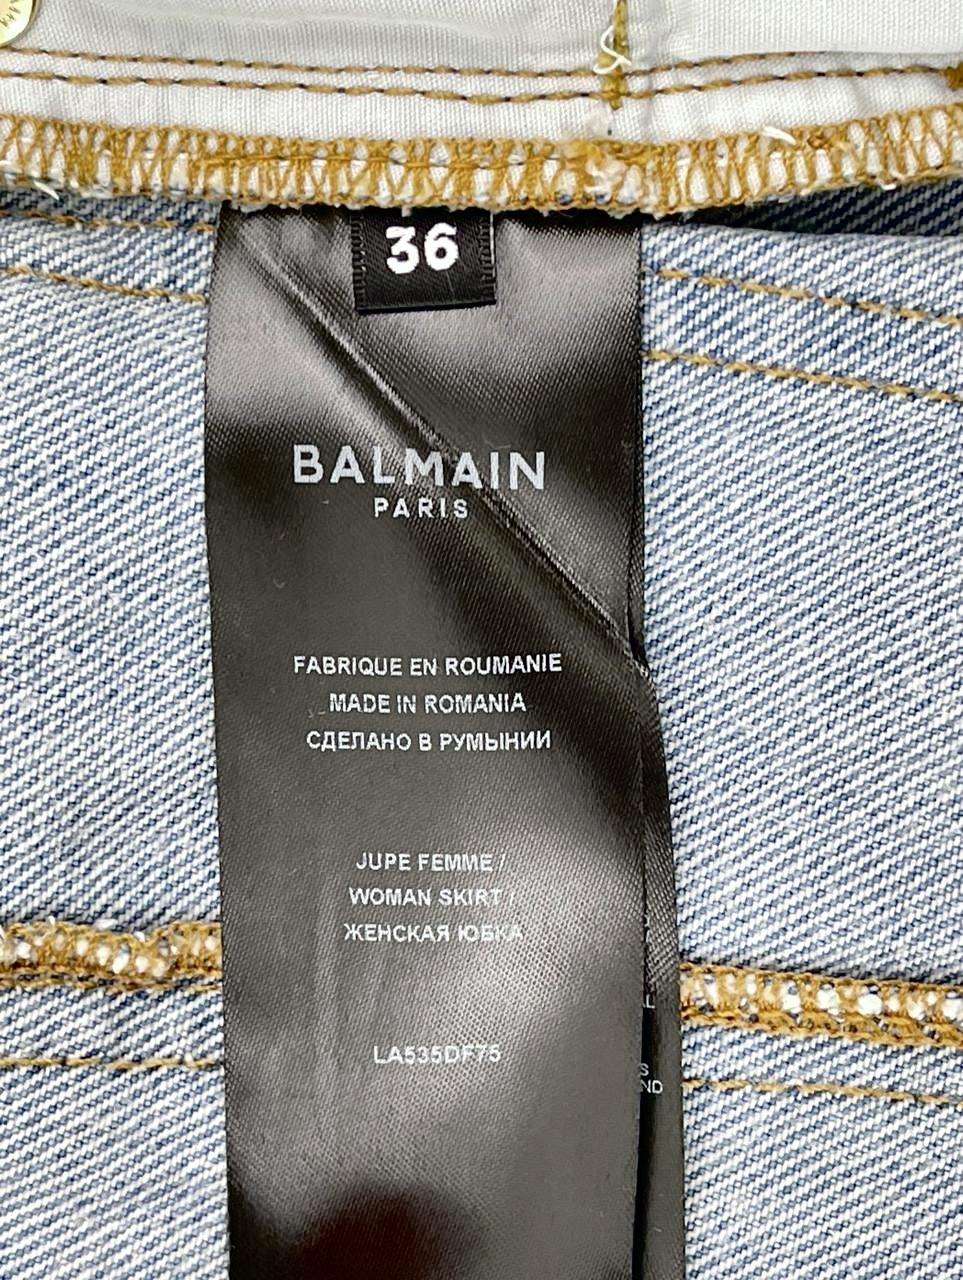 36
BALMAIN
PARIS
FABRIQUE EN ROUMANIE
MADE IN ROMANIA
СДЕЛАНО В РУМЫНИИ
JUPE FEMME /
WOMAN SKIRT /
ЖЕНСКАЯ ЮБКА
LA535DF75